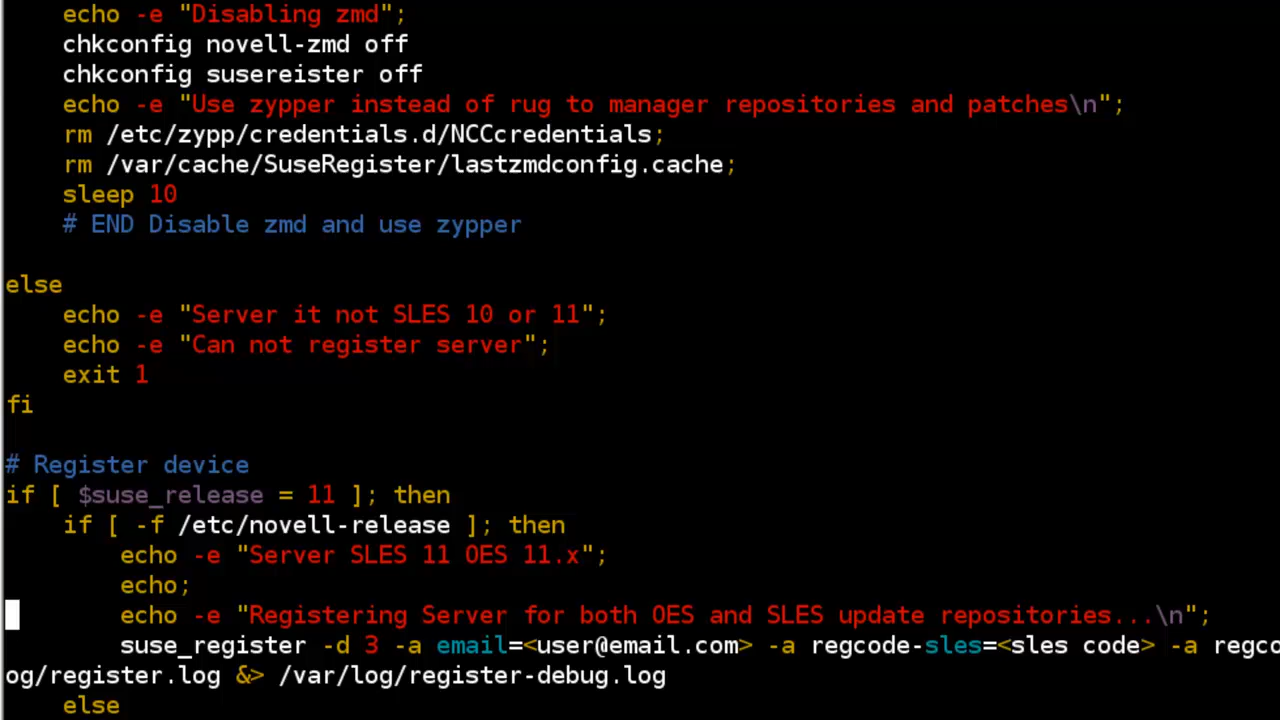 echo -e "Disabling zmd";
chkconfig novell-zmd off
chkconfig susereister off
echo -e "Use zypper instead of rug to manager repositories and patches\n";
rm /etc/zypp/credentials.d/NCCcredentials;
rm /var/cache/SuseRegister/lastzmdconfig.cache;
sleep 10
# END Disable zmd and use zypper
else
echo -e "Server it not SLES 10 or 11";
echo -e "Can not register server";
exit 1
fi
# Register device
if [ $suse_release = 11 ]; then
if [ -f /etc/novell-release ]; then
echo -e "Server SLES 11 OES 11.x";
echo;
echo -e "Registering Server for both OES and SLES update repositories...\n";
suse_register -d 3 -a email=<user@email.com> -a regcode-sles=<sles code> -a regco
og/register.log &> /var/log/register-debug.log
else